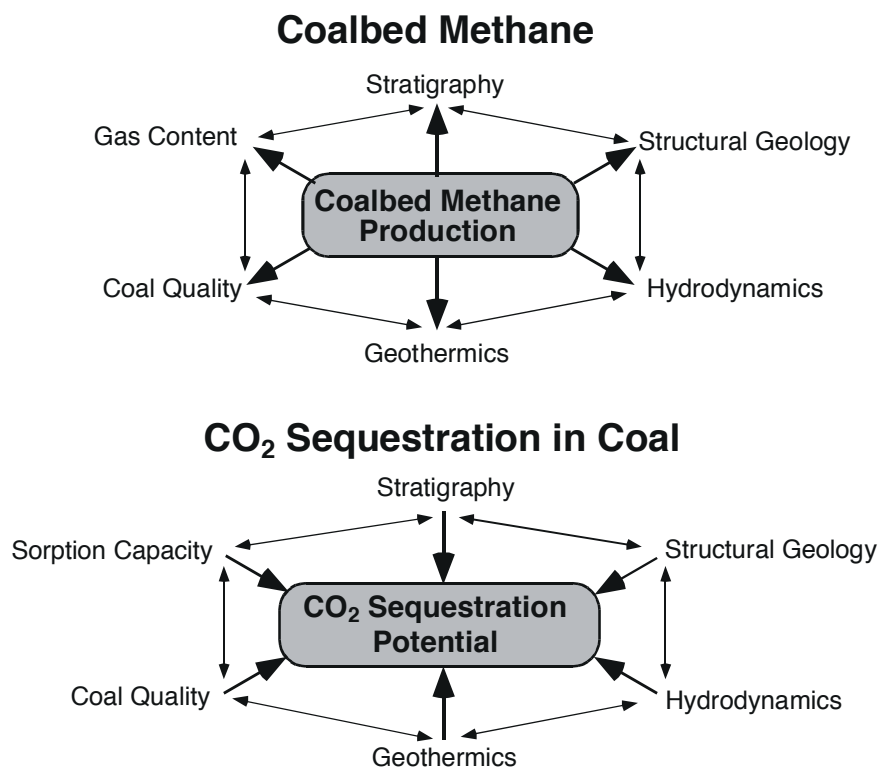 Coalbed Methane
Stratigraphy
Gas Content
Structural Geology
Coalbed Methane
Production
Coal Quality
Hydrodynamics
Geothermics
CO₂ Sequestration in Coal
Stratigraphy
Sorption Capacity
Structural Geology
CO₂ Sequestration
Potential
Coal Quality
Hydrodynamics
Geothermics